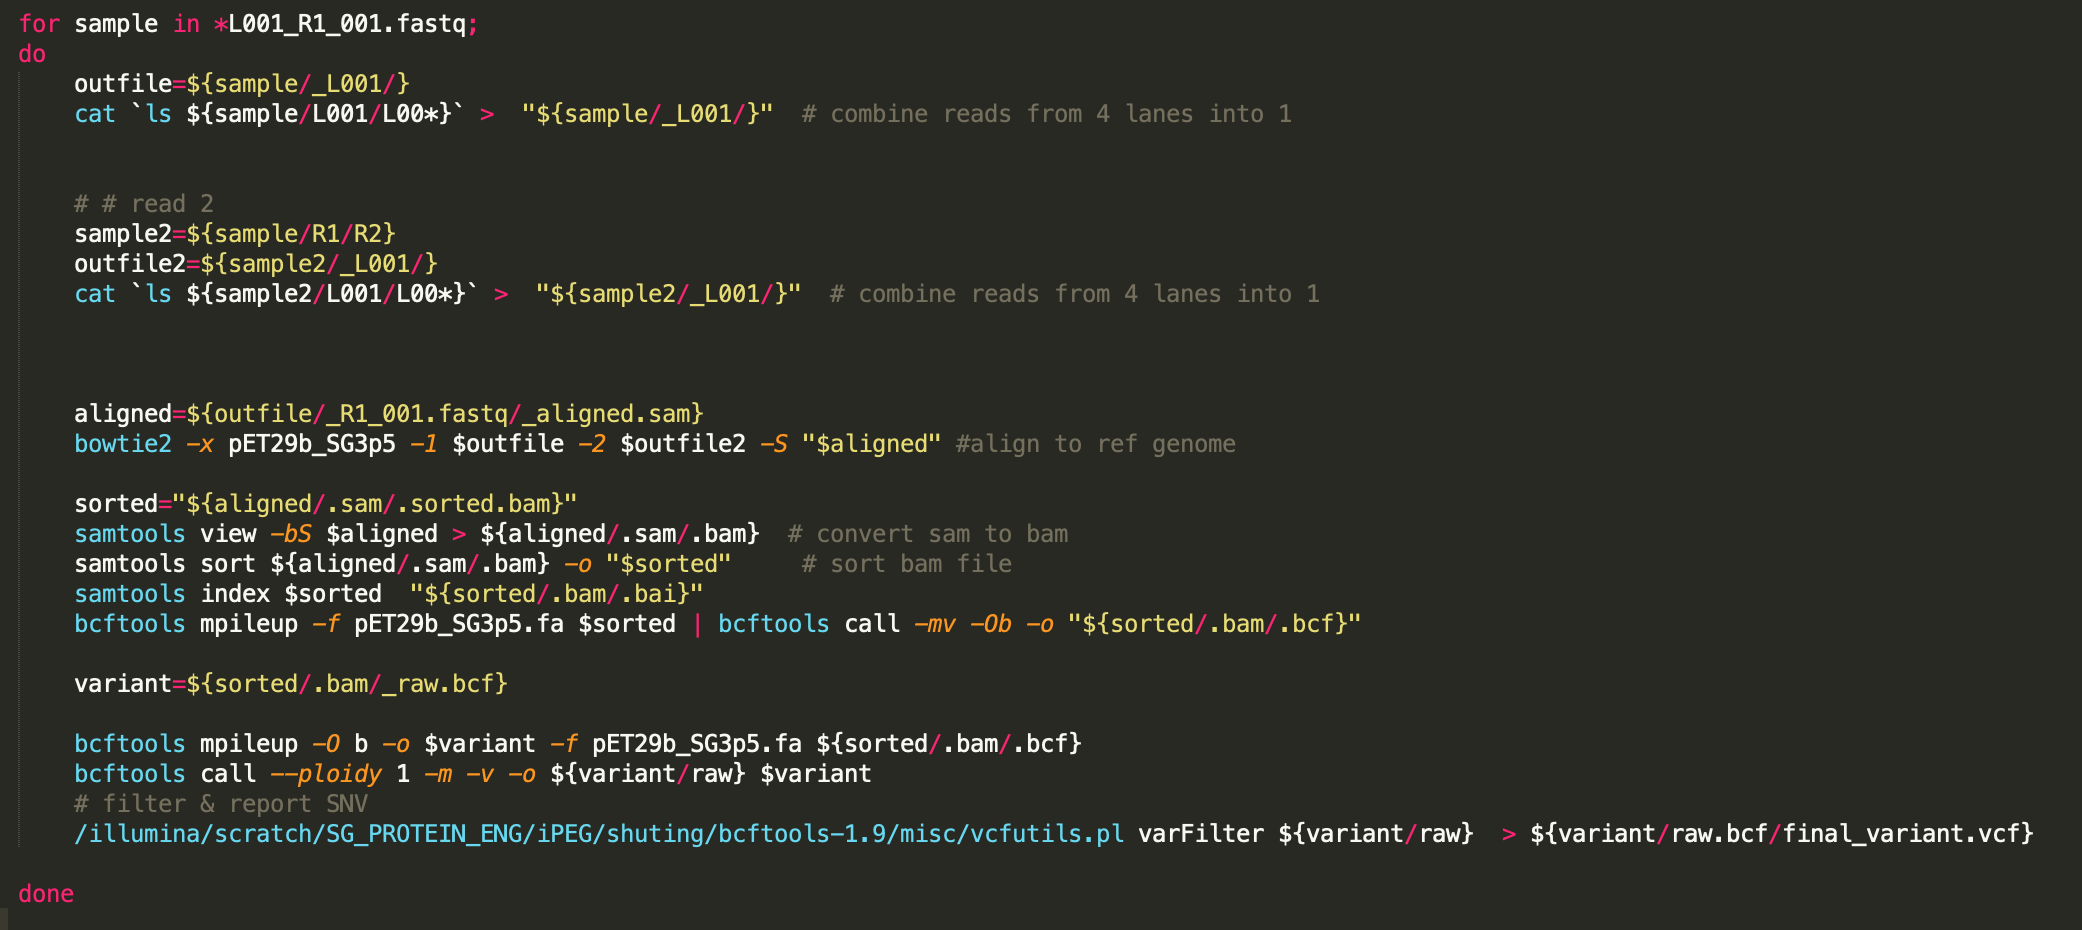 for sample in *L001_R1_001.fastq;
do
    outfile=${sample/_L001/}
    cat `ls ${sample/L001/L00*}` >  "${sample/_L001/}"  # combine reads from 4 lanes into 1
    # # read 2
    sample2=${sample/R1/R2}
    outfile2=${sample2/_L001/}
    cat `ls ${sample2/L001/L00*}` >  "${sample2/_L001/}"  # combine reads from 4 lanes into 1
    aligned=${outfile/_R1_001.fastq/_aligned.sam}
    bowtie2 -x pET29b_SG3p5 -1 $outfile -2 $outfile2 -S "$aligned" #align to ref genome
    sorted="${aligned/.sam/.sorted.bam}"
    samtools view -bS $aligned > ${aligned/.sam/.bam}  # convert sam to bam
    samtools sort ${aligned/.sam/.bam} -o "$sorted"     # sort bam file
    samtools index $sorted  "${sorted/.bam/.bai}"
    bcftools mpileup -f pET29b_SG3p5.fa $sorted | bcftools call -mv -Ob -o "${sorted/.bam/.bcf}"
    variant=${sorted/.bam/_raw.bcf}
    bcftools mpileup -O b -o $variant -f pET29b_SG3p5.fa ${sorted/.bam/.bcf}
    bcftools call --ploidy 1 -m -v -o ${variant/raw} $variant
    # filter & report SNV
    /illumina/scratch/SG_PROTEIN_ENG/iPEG/shuting/bcftools-1.9/misc/vcfutils.pl varFilter ${variant/raw}  > ${variant/raw.bcf/final_variant.vcf}
done